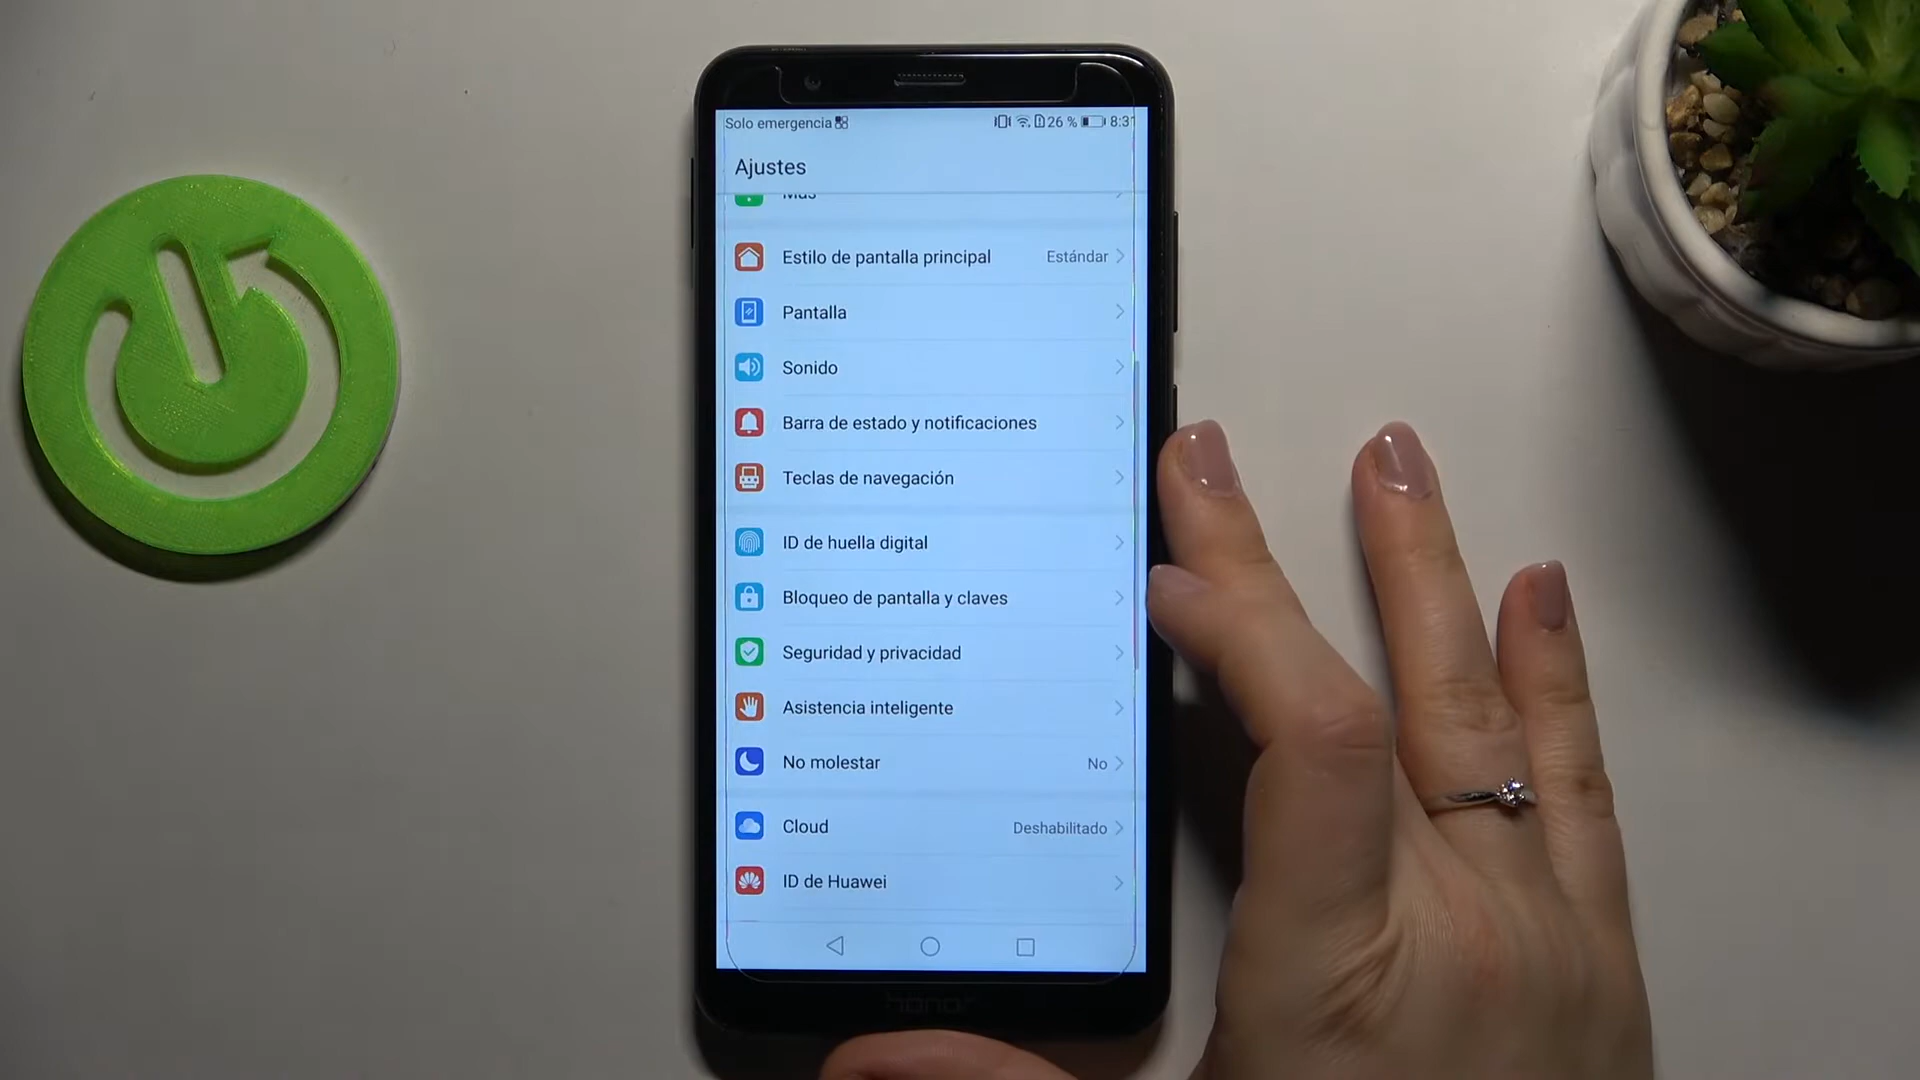 Solo emergencia 26 % 8:31
Ajustes
Más
Estilo de pantalla principal Estándar
Pantalla
Sonido
Barra de estado y notificaciones
Teclas de navegación
ID de huella digital
Bloqueo de pantalla y claves
Seguridad y privacidad
Asistencia inteligente
No molestar No
Cloud Deshabilitado
ID de Huawei
honor